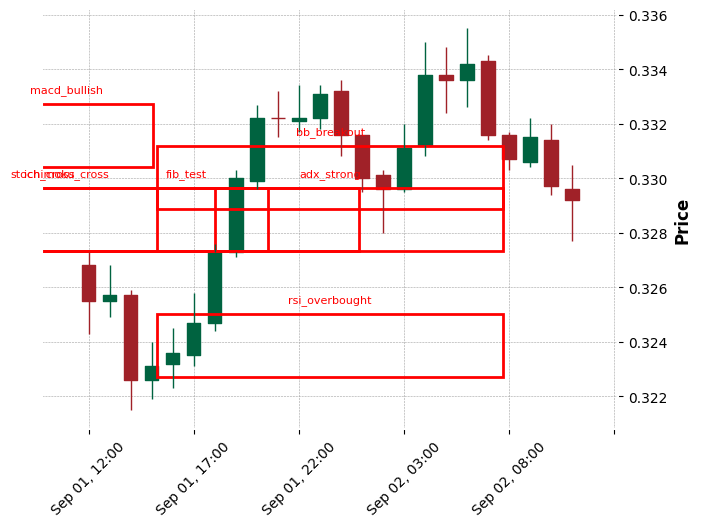 0.336
0.334
macd_bullish
0.332
bb_breakout
fib_test
adx_strong
0.330
0.328
Price
0.326
rsi_overbought
0.324
0.322
Sep 01, 12:00
Sep 01, 17:00
Sep 01, 22:00
Sep 02, 03:00
Sep 02, 08:00